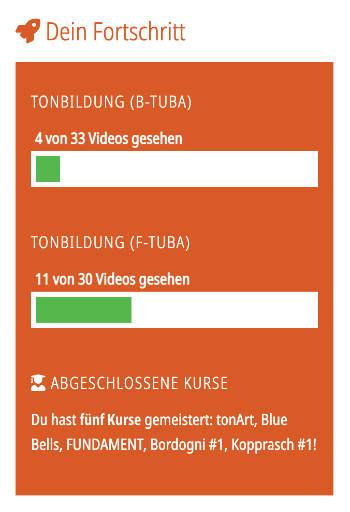 Dein Fortschritt
TONBILDUNG (B-TUBA)
4 von 33 Videos gesehen
TONBILDUNG (F-TUBA)
11 von 30 Videos gesehen
ABGESCHLOSSENE KURSE
Du hast fünf Kurse gemeistert: tonArt, Blue
Bells, FUNDAMENT, Bordogni #1, Kopprasch #1!